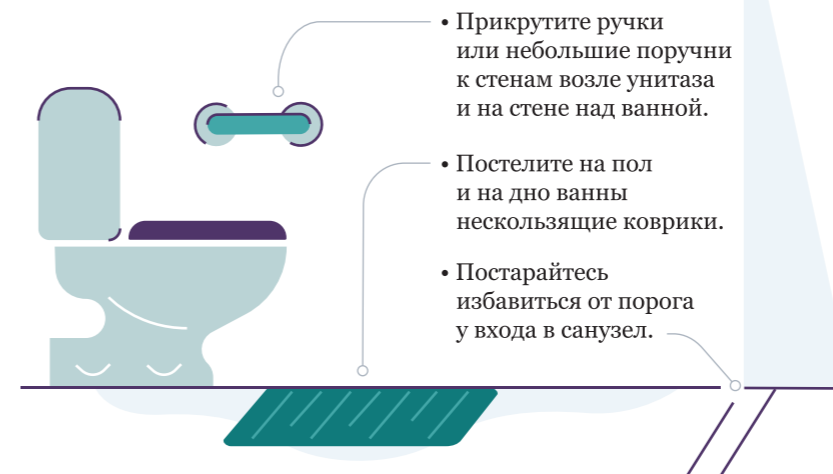 • Прикрутите ручки
или небольшие поручни
к стенам возле унитаза
и на стене над ванной.
• Постелите на пол
и на дно ванны
нескользящие коврики.
• Постарайтесь
избавиться от порога
у входа в санузел.